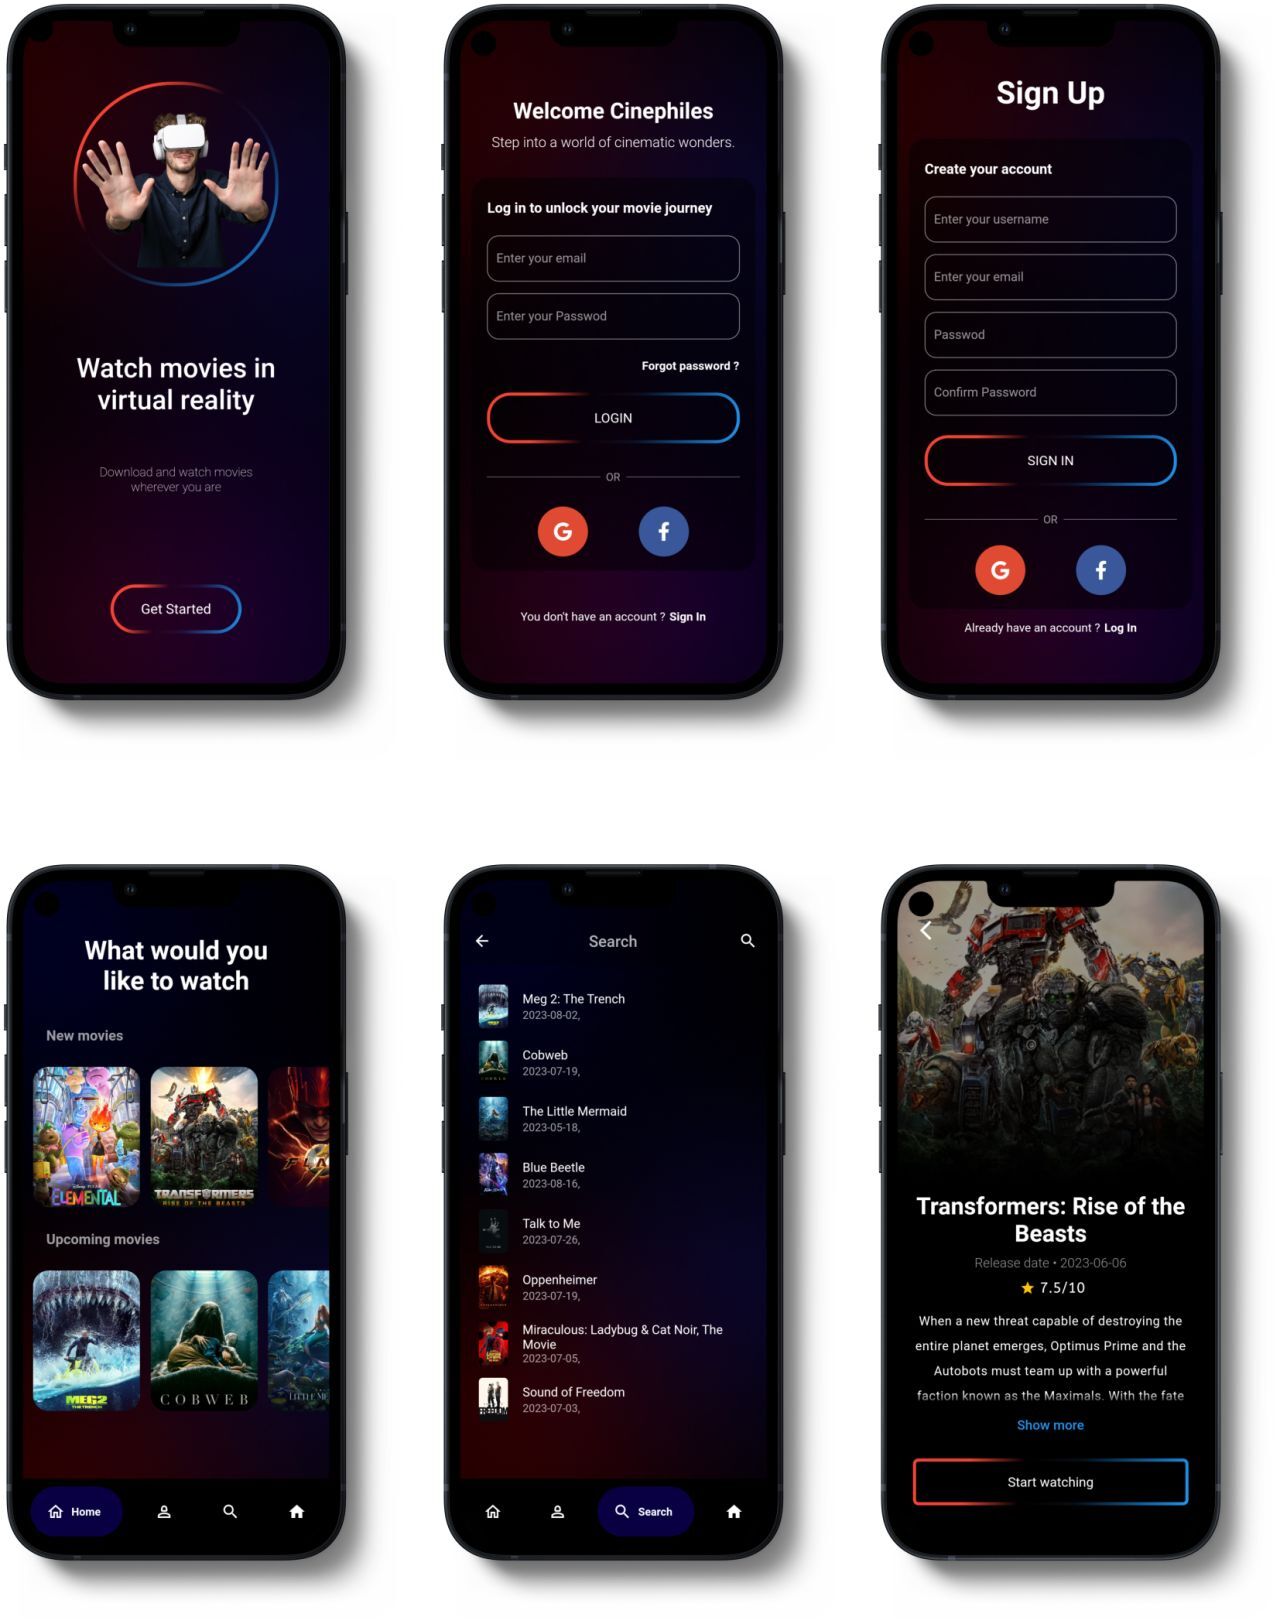 Watch movies in
virtual reality
Download and watch movies
wherever you are
Get Started
Welcome Cinephiles
Step into a world of cinematic wonders.
Log in to unlock your movie journey
Enter your email
Enter your Passwod
Forgot password ?
LOGIN
OR
G
f
You don't have an account ? Sign In
Sign Up
Create your account
Enter your username
Enter your email
Passwod
Confirm Password
SIGN IN
OR
G
f
Already have an account ? Log In
What would you
like to watch
New movies
ELEMENTAL
TRANSFORMERS
RISE OF THE BEASTS
Upcoming movies
MEG2
THE TRENCH
COBWEB
Home
Search
Meg 2: The Trench
2023-08-02,
Cobweb
2023-07-19,
The Little Mermaid
2023-05-18,
Blue Beetle
2023-08-16,
Talk to Me
2023-07-26,
Oppenheimer
2023-07-19,
Miraculous: Ladybug & Cat Noir, The
Movie
2023-07-05,
Sound of Freedom
2023-07-03,
Search
Transformers: Rise of the
Beasts
Release date • 2023-06-06
7.5/10
When a new threat capable of destroying the
entire planet emerges, Optimus Prime and the
Autobots must team up with a powerful
faction known as the Maximals. With the fate
Show more
Start watching